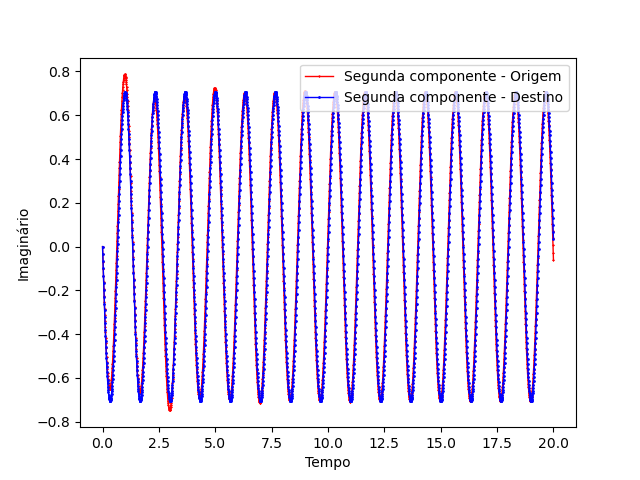 Segunda componente - Origem
Segunda componente - Destino
0.8
0.6
0.4
0.2
0.0
−0.2
−0.4
−0.6
−0.8
Imaginário
0.0 2.5 5.0 7.5 10.0 12.5 15.0 17.5 20.0
Tempo